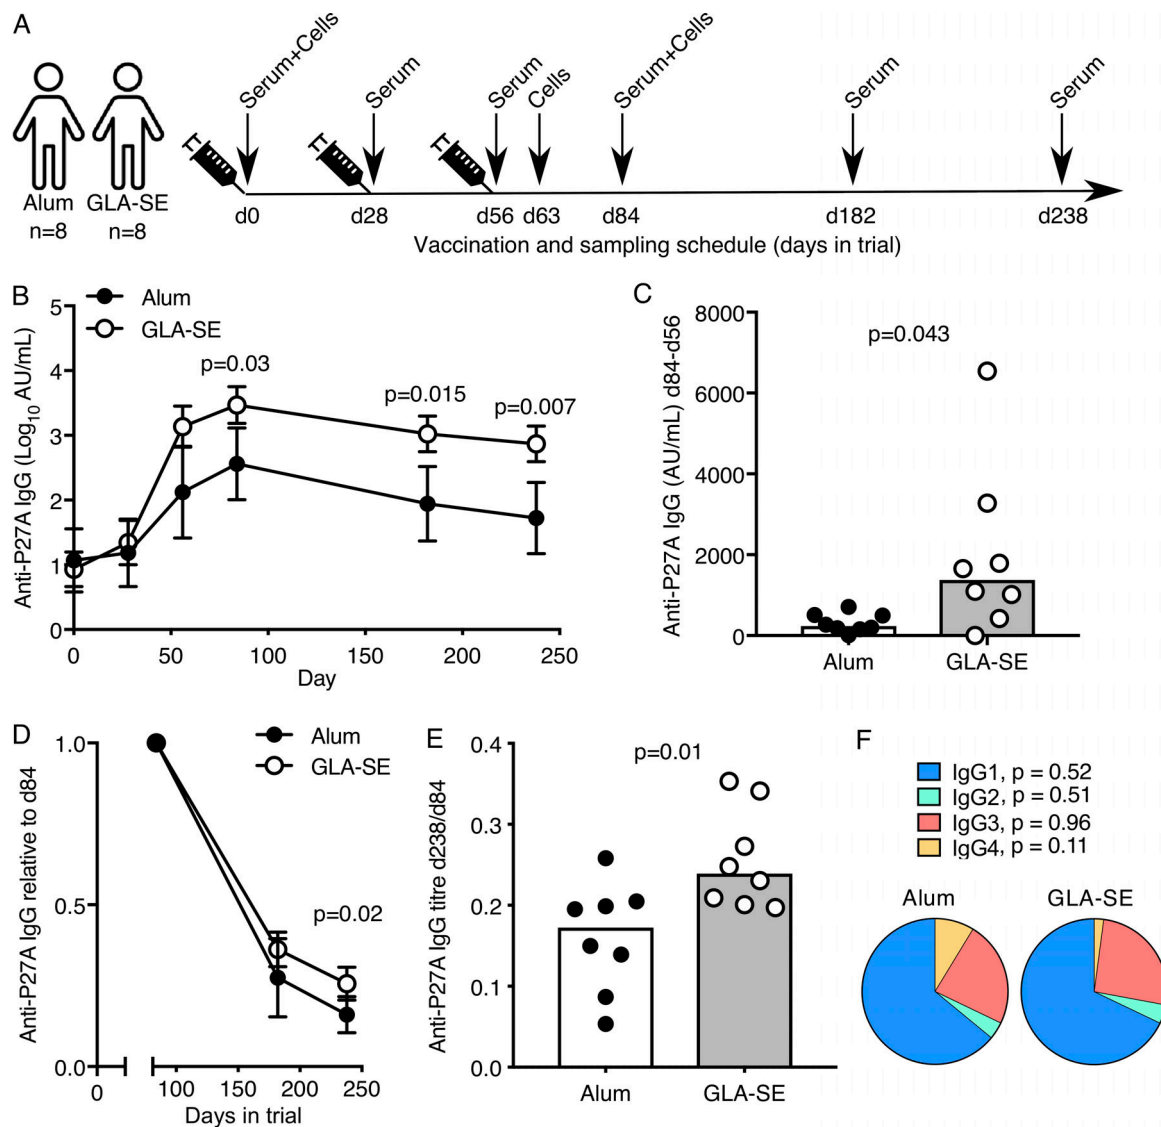 A
Serum+Cells
Serum
Serum
Cells
Serum+Cells
Serum
Serum
Alum
n=8
GLA-SE
n=8
d0
d28
d56
d63
d84
d182
d238
Vaccination and sampling schedule (days in trial)
B
Alum
GLA-SE
Anti-P27A IgG (Log10 AU/mL)
5
4
3
2
1
0
p=0.03
p=0.015
p=0.007
0
50
100
150
200
250
Day
C
Anti-P27A IgG (AU/mL) d84-d56
8000
6000
4000
2000
0
p=0.043
Alum
GLA-SE
D
Alum
GLA-SE
Anti-P27A IgG relative to d84
1.0
0.5
0.0
p=0.02
0
100
150
200
250
Days in trial
E
Anti-P27A IgG titre d238/d84
0.4
0.3
0.2
0.1
0.0
p=0.01
Alum
GLA-SE
F
IgG1, p = 0.52
IgG2, p = 0.51
IgG3, p = 0.96
IgG4, p = 0.11
Alum
GLA-SE